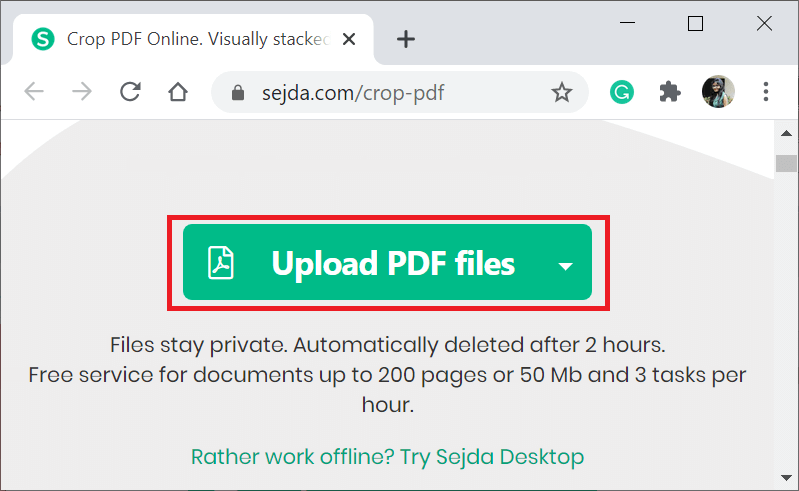 S
Crop PDF Online. Visually stacked
sejda.com/crop-pdf
G
Upload PDF files
Files stay private. Automatically deleted after 2 hours.
Free service for documents up to 200 pages or 50 Mb and 3 tasks per
hour.
Rather work offline? Try Sejda Desktop